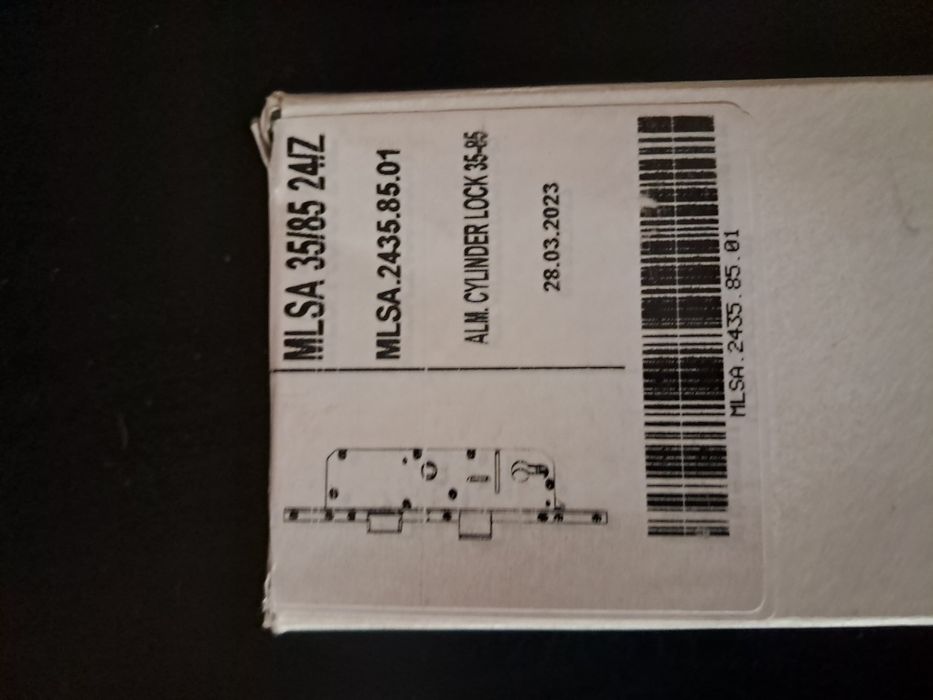 MLSA 35/85 24/Z
MLSA.2435.85.01
ALM. CYLINDER LOCK 35-85
28.03.2023
MLSA.2435.85.01